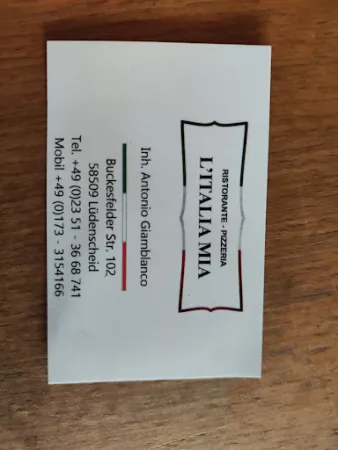 RISTORANTE - PIZZERIA
L'ITALIA MIA
Inh. Antonio Giamblanco
Buckesfelder Str. 102
58509 Lüdenscheid
Tel. +49 (0)23 51 - 36 68 741
Mobil +49 (0)173 - 3154166